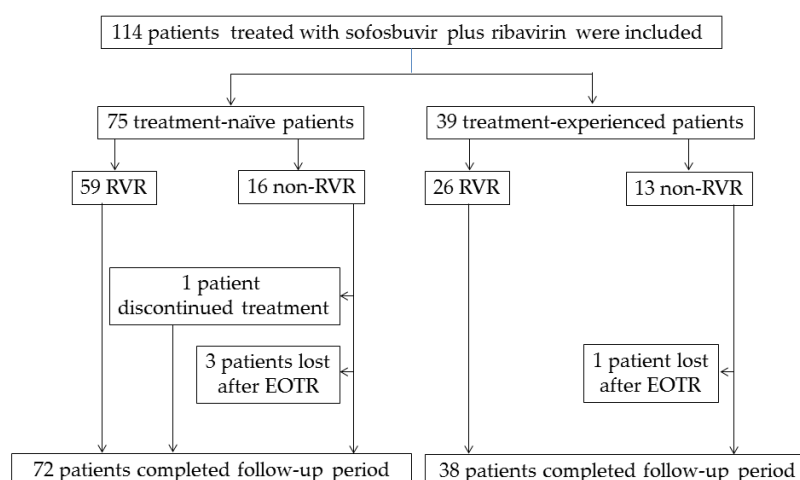 114 patients treated with sofosbuvir plus ribavirin were included
75 treatment-naïve patients
39 treatment-experienced patients
59 RVR
16 non-RVR
26 RVR
13 non-RVR
1 patient
discontinued treatment
3 patients lost
after EOTR
1 patient lost
after EOTR
72 patients completed follow-up period
38 patients completed follow-up period